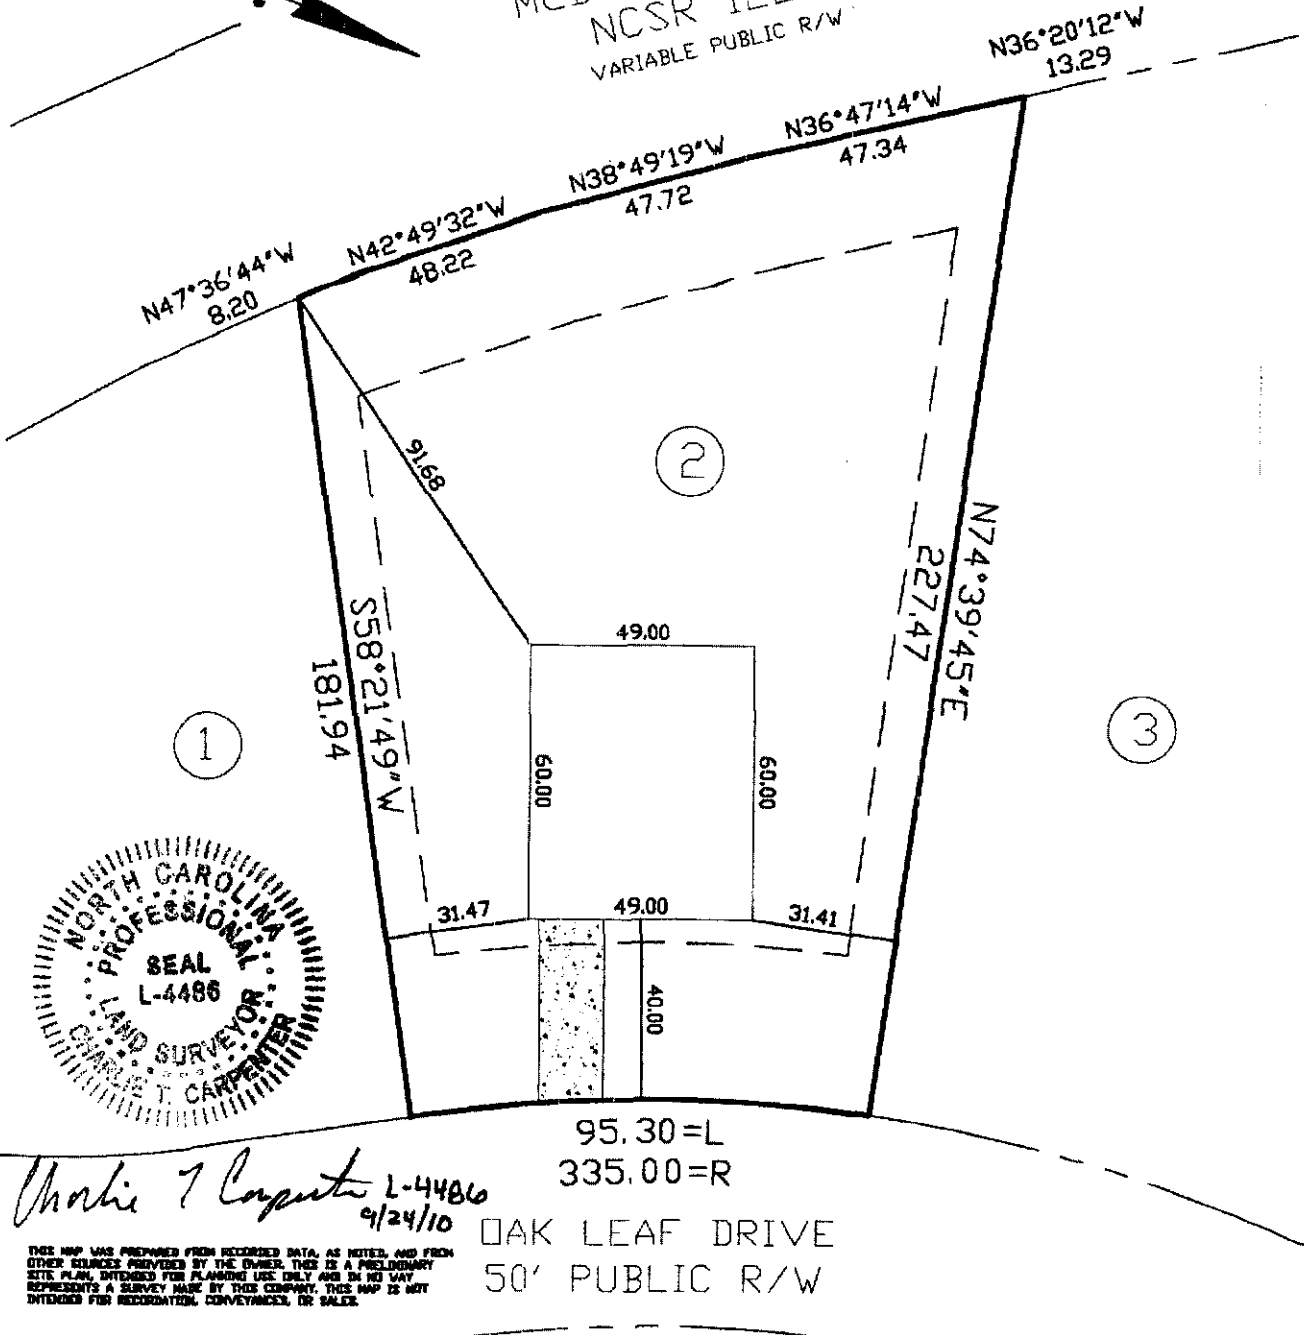 NCSR
VARIABLE PUBLIC R/W
N36°20'12"W
13.29
N36°47'14"W
47.34
N38°49'19"W
47.72
N42°49'32"W
48.22
N47°36'44"W
8.20
91.68
2
N74°39'45"E
227.47
S58°21'49"W
181.94
49.00
60.00
60.00
1
3
31.47
49.00
31.41
40.00
NORTH CAROLINA
PROFESSIONAL
SEAL
L-4486
LAND SURVEYOR
CHARLIE T. CARPENTER
95.30=L
335.00=R
Charlie T Carpenter L-4486
9/24/10
OAK LEAF DRIVE
50' PUBLIC R/W
THIS MAP WAS PREPARED FROM RECORDED DATA, AS NOTED, AND FROM
OTHER SOURCES PROVIDED BY THE OWNER. THIS IS A PRELIMINARY
SITE PLAN, INTENDED FOR PLANNING USE ONLY AND IN NO WAY
REPRESENTS A SURVEY MADE BY THIS COMPANY. THIS MAP IS NOT
INTENDED FOR RECORDATION, CONVEYANCES, OR SALES.